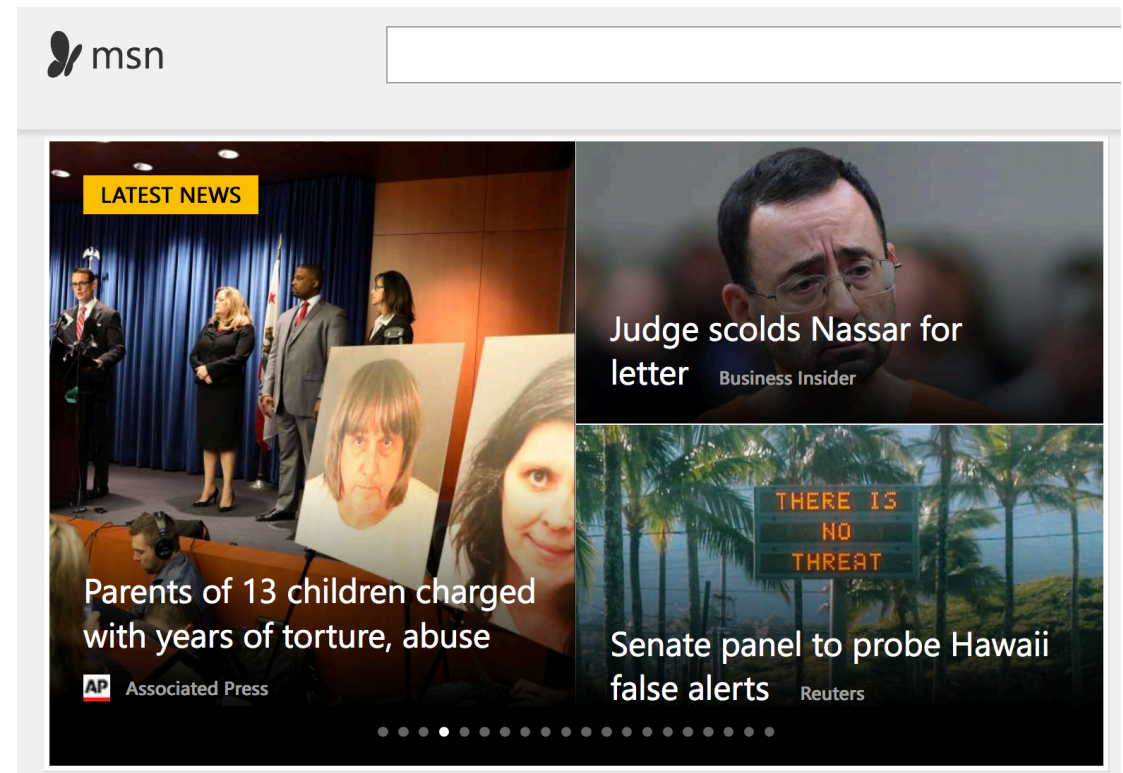 msn
LATEST NEWS
Parents of 13 children charged
with years of torture, abuse
AP Associated Press
Judge scolds Nassar for
letter Business Insider
THERE IS
NO
THREAT
Senate panel to probe Hawaii
false alerts Reuters